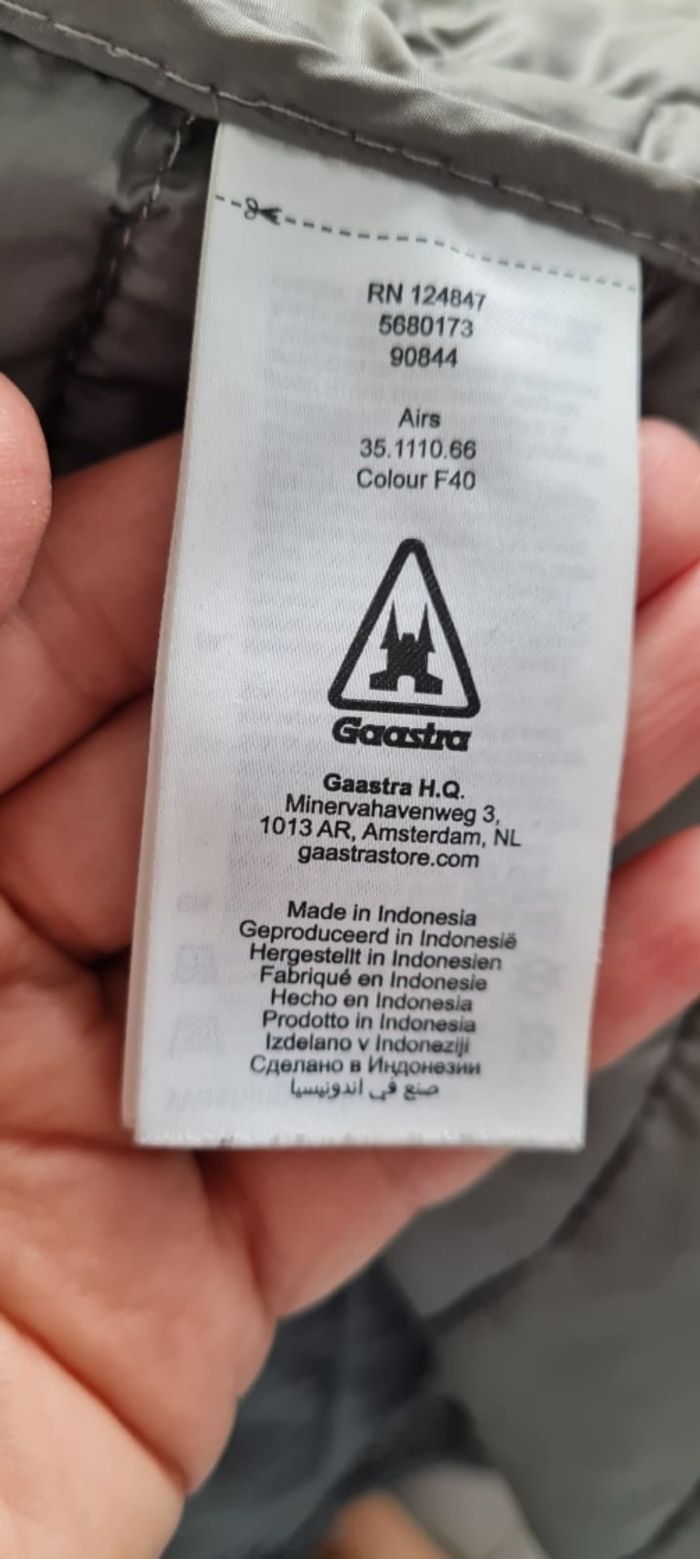 RN 124847
5680173
90844
Airs
35.1110.66
Colour F40
Gaastra
Gaastra H.Q.
Minervahavenweg 3,
1013 AR, Amsterdam, NL
gaastrastore.com
Made in Indonesia
Geproduceerd in Indonesië
Hergestellt in Indonesien
Fabriqué en Indonesie
Hecho en Indonesia
Prodotto in Indonesia
Izdelano v Indoneziji
Сделано в Индонезии
صنع في اندونيسيا